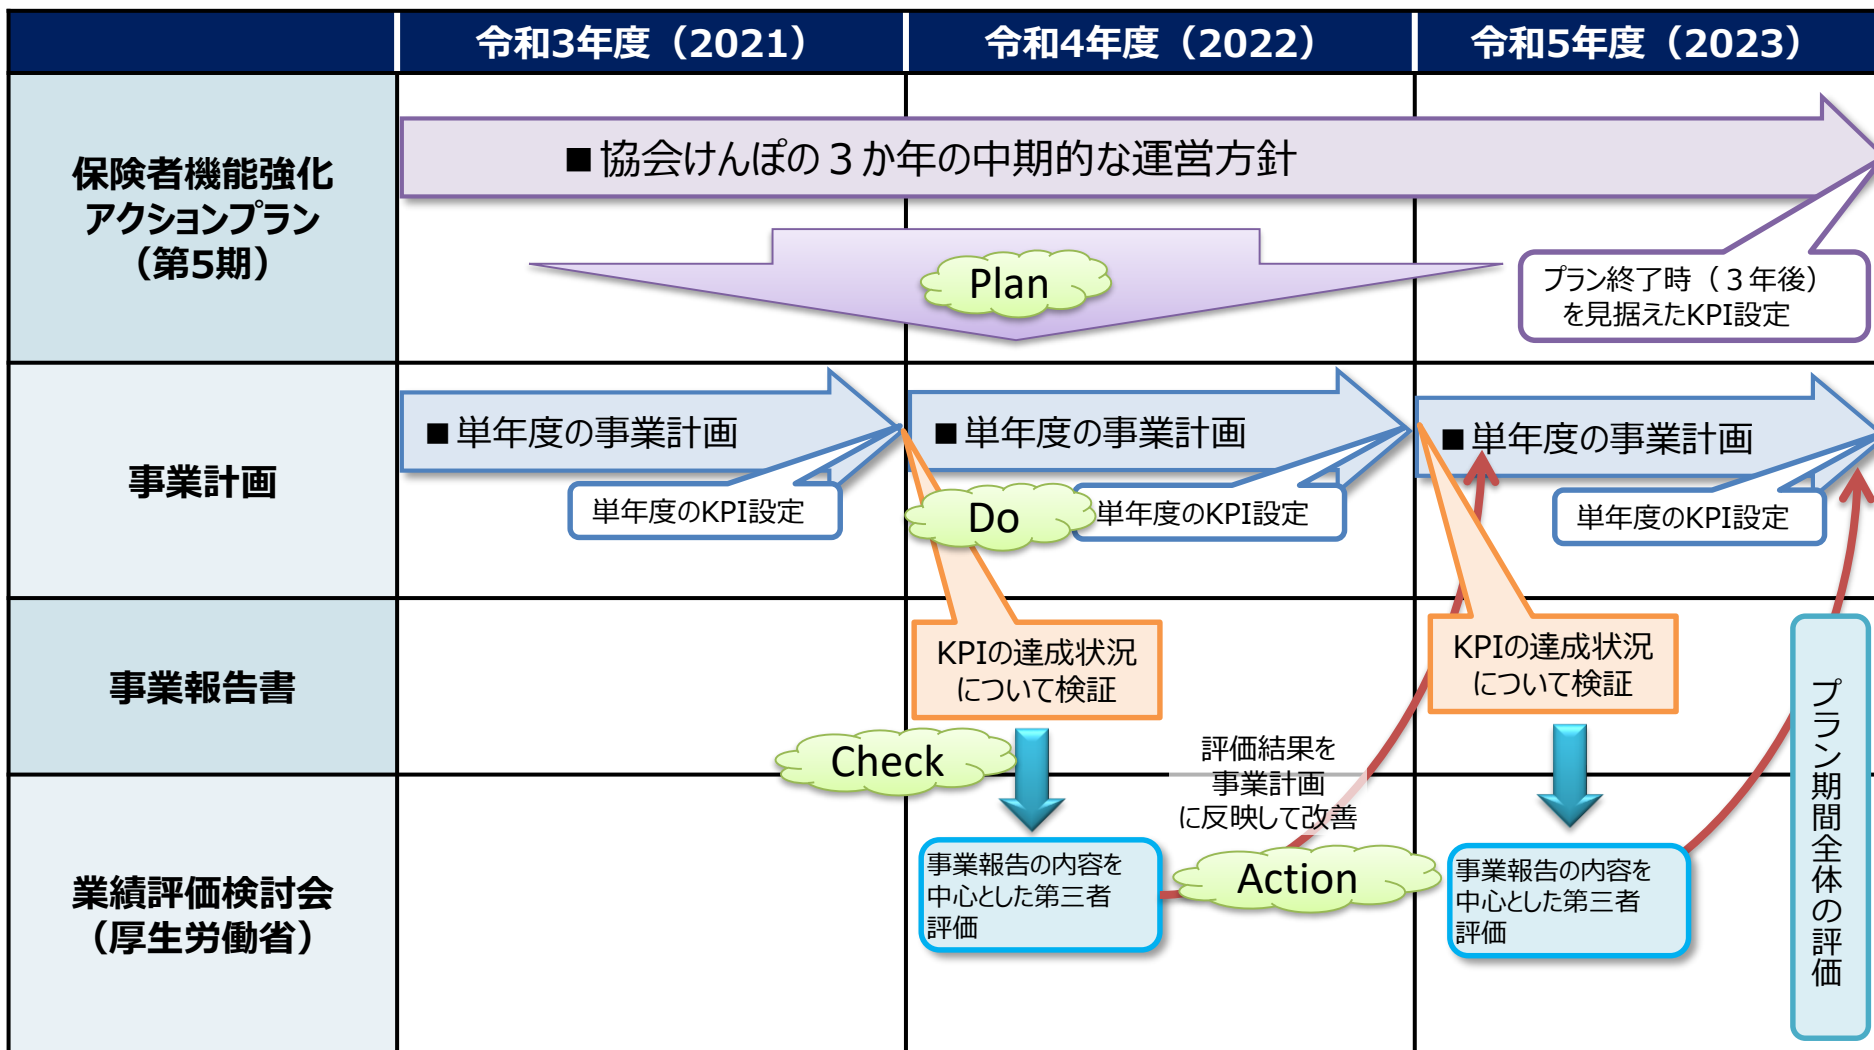 令和3年度（2021）
令和4年度（2022）
令和5年度（2023）
保険者機能強化
アクションプラン
（第5期）
■協会けんぽの３か年の中期的な運営方針
Plan
プラン終了時（３年後）
を見据えたKPI設定
事業計画
■単年度の事業計画
単年度のKPI設定
■単年度の事業計画
Do
単年度のKPI設定
■単年度の事業計画
単年度のKPI設定
事業報告書
KPIの達成状況
について検証
KPIの達成状況
について検証
Check
評価結果を
事業計画
に反映して改善
プラン期間全体の評価
業績評価検討会
（厚生労働省）
事業報告の内容を
中心とした第三者
評価
Action
事業報告の内容を
中心とした第三者
評価